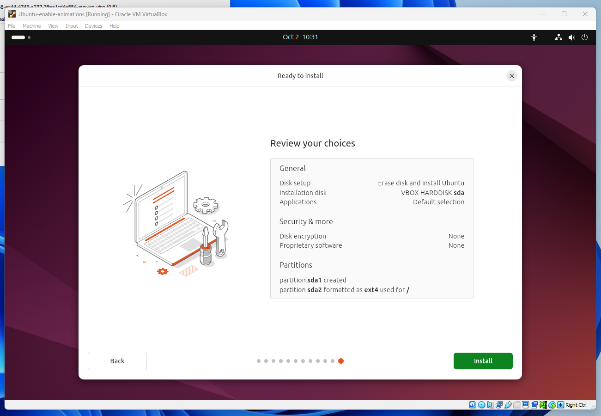 Ubuntu-enable-animations [Running] - Oracle VM VirtualBox
File Machine View Input Devices Help
Oct 2 10:31
Ready to install
Review your choices
General
Disk setup Erase disk and install Ubuntu
Installation disk VBOX HARDDISK sda
Applications Default selection
Security & more
Disk encryption None
Proprietary software None
Partitions
partition sda1 created
partition sda2 formatted as ext4 used for /
Back
Install
Right Ctrl